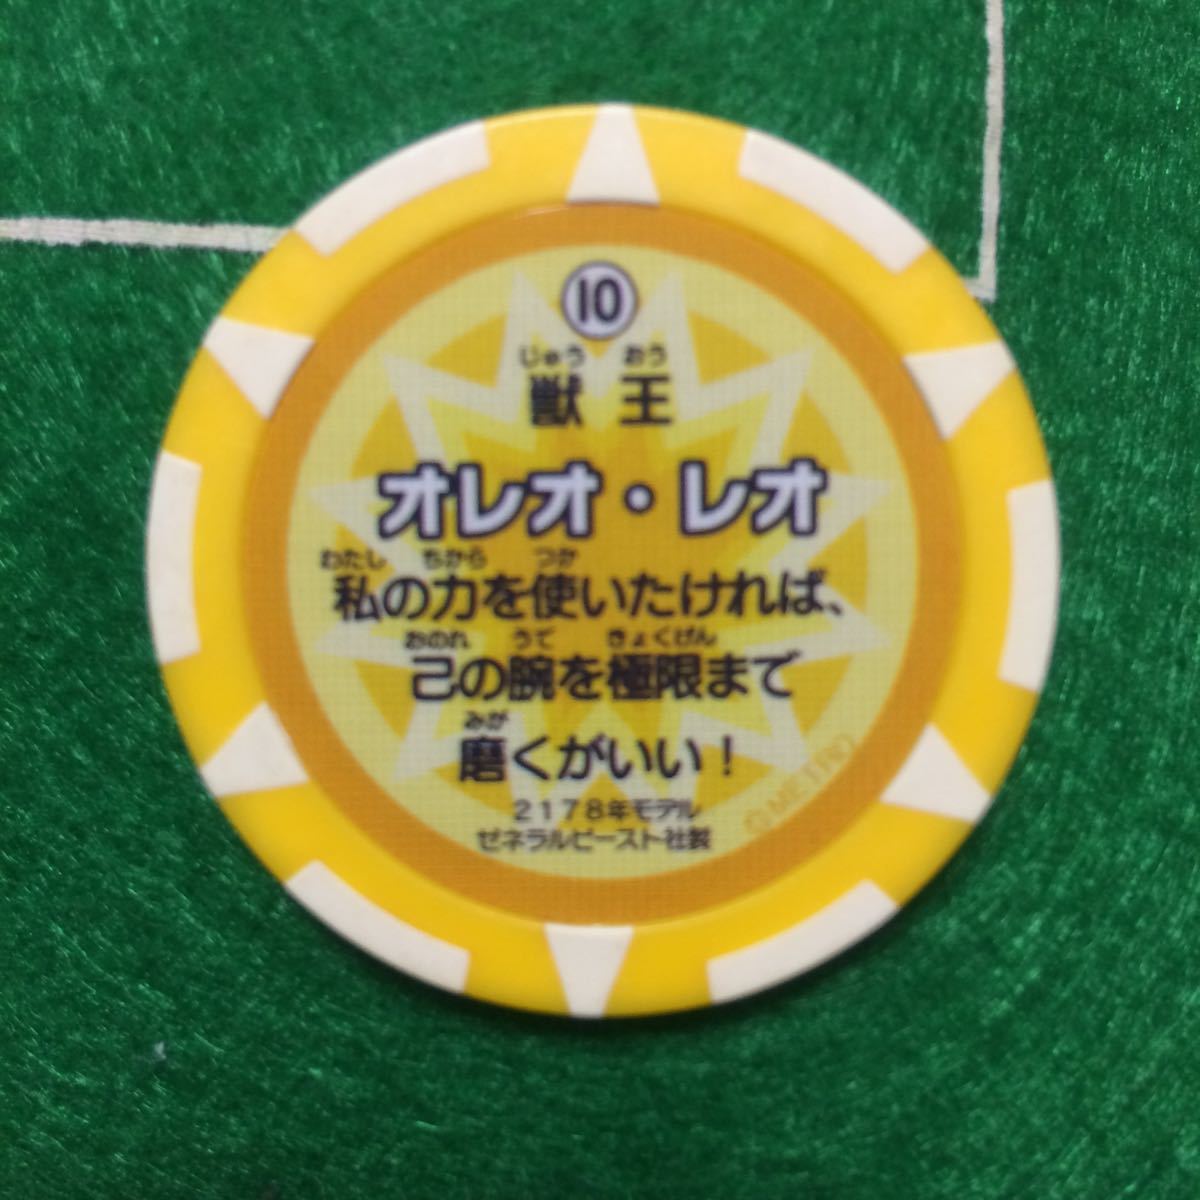 ⑩
じゅう おう
獣王
オレオ・レオ
わたし ちから つか
私の力を使いたければ、
おのれ うで きょくげん
己の腕を極限まで
みが
磨くがいい！
2178年モデル
ゼネラルビースト社製